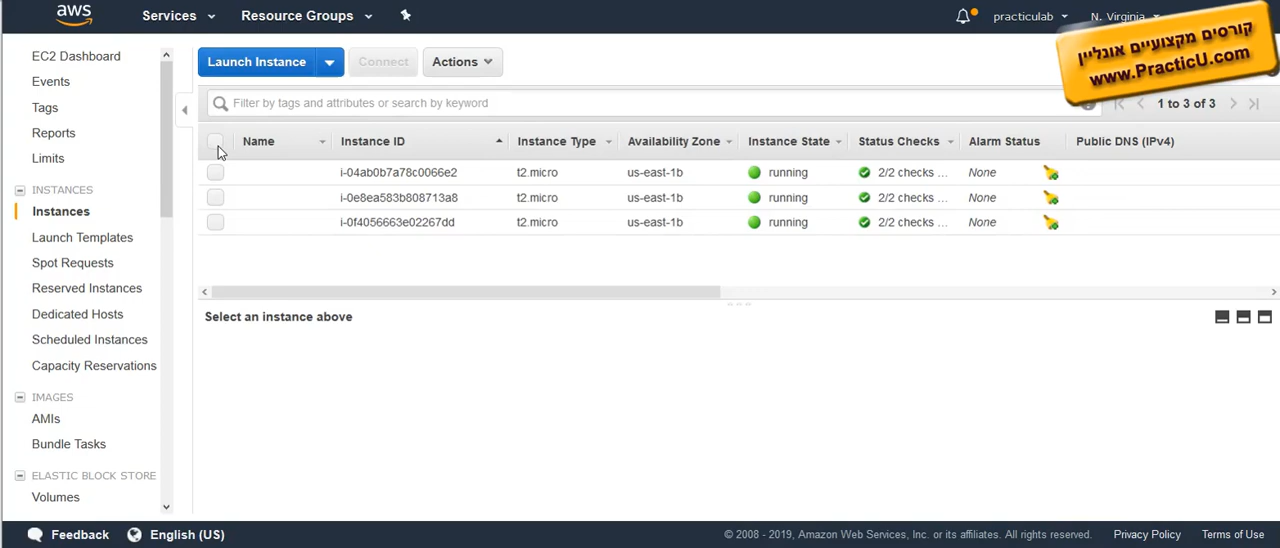 aws
Services
Resource Groups
practiculab
N. Virginia
קורסים מקצועיים אונליין
www.PracticU.com
EC2 Dashboard
Events
Tags
Reports
Limits
INSTANCES
Instances
Launch Templates
Spot Requests
Reserved Instances
Dedicated Hosts
Scheduled Instances
Capacity Reservations
IMAGES
AMIs
Bundle Tasks
ELASTIC BLOCK STORE
Volumes
Launch Instance
Connect
Actions
Filter by tags and attributes or search by keyword
1 to 3 of 3
Name Instance ID Instance Type Availability Zone Instance State Status Checks Alarm Status Public DNS (IPv4)
i-04ab0b7a78c0066e2 t2.micro us-east-1b running 2/2 checks ... None
i-0e8ea583b808713a8 t2.micro us-east-1b running 2/2 checks ... None
i-0f4056663e02267dd t2.micro us-east-1b running 2/2 checks ... None
Select an instance above
Feedback
English (US)
© 2008 - 2019, Amazon Web Services, Inc. or its affiliates. All rights reserved.
Privacy Policy
Terms of Use